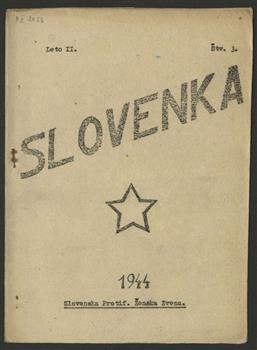 Leto II. Štv. 3.
SLOVENKA
1944
Slovenska Protif. Ženska Zveza.